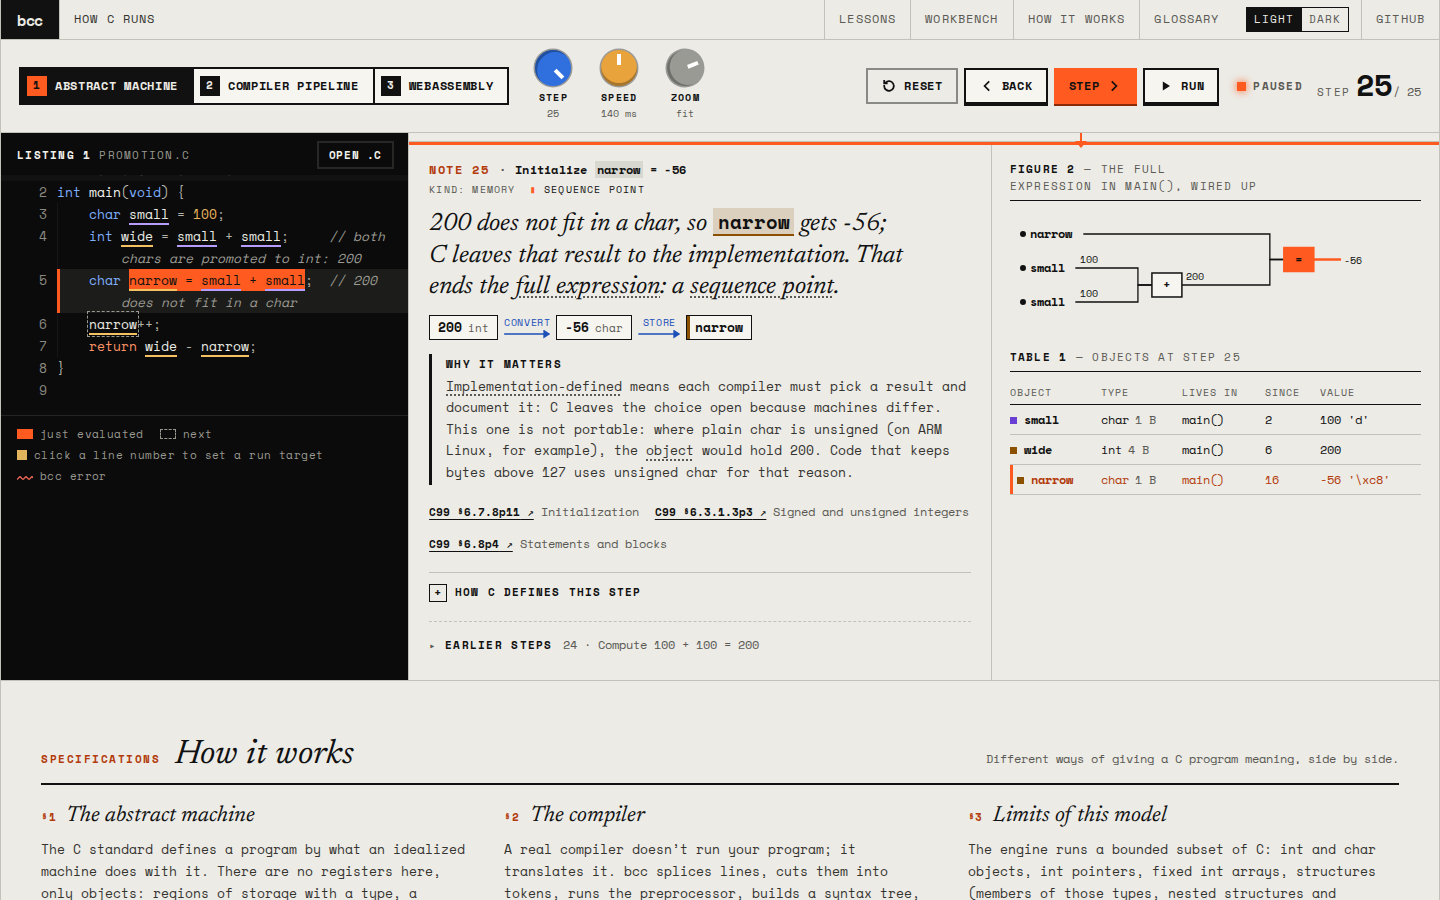 bcc
HOW C RUNS
LESSONS
WORKBENCH
HOW IT WORKS
GLOSSARY
LIGHT
DARK
GITHUB
1 ABSTRACT MACHINE
2 COMPILER PIPELINE
3 WEBASSEMBLY
STEP
25
SPEED
140 ms
ZOOM
fit
RESET
BACK
STEP
RUN
PAUSED
STEP 25 / 25
LISTING 1 PROMOTION.C
OPEN .C
2 int main(void) {
3 char small = 100;
4 int wide = small + small; // both
chars are promoted to int: 200
5 char narrow = small + small; // 200
does not fit in a char
6 narrow++;
7 return wide - narrow;
8 }
9
just evaluated next
click a line number to set a run target
bcc error
NOTE 25 · Initialize narrow = -56
KIND: MEMORY SEQUENCE POINT
200 does not fit in a char, so narrow gets -56;
C leaves that result to the implementation. That
ends the full expression: a sequence point.
200 int CONVERT -56 char STORE narrow
WHY IT MATTERS
Implementation-defined means each compiler must pick a result and
document it: C leaves the choice open because machines differ.
This one is not portable: where plain char is unsigned (on ARM
Linux, for example), the object would hold 200. Code that keeps
bytes above 127 uses unsigned char for that reason.
C99 §6.7.8p11 ↗ Initialization C99 §6.3.1.3p3 ↗ Signed and unsigned integers
C99 §6.8p4 ↗ Statements and blocks
+ HOW C DEFINES THIS STEP
▸ EARLIER STEPS 24 · Compute 100 + 100 = 200
FIGURE 2 — THE FULL
EXPRESSION IN MAIN(), WIRED UP
narrow
small 100
small 100
+
200
=
-56
TABLE 1 — OBJECTS AT STEP 25
OBJECT TYPE LIVES IN SINCE VALUE
small char 1 B main() 2 100 'd'
wide int 4 B main() 6 200
narrow char 1 B main() 16 -56 '\xc8'
SPECIFICATIONS How it works
Different ways of giving a C program meaning, side by side.
§1 The abstract machine
The C standard defines a program by what an idealized
machine does with it. There are no registers here,
only objects: regions of storage with a type, a
§2 The compiler
A real compiler doesn't run your program; it
translates it. bcc splices lines, cuts them into
tokens, runs the preprocessor, builds a syntax tree,
§3 Limits of this model
The engine runs a bounded subset of C: int and char
objects, int pointers, fixed int arrays, structures
(members of those types, nested structures and